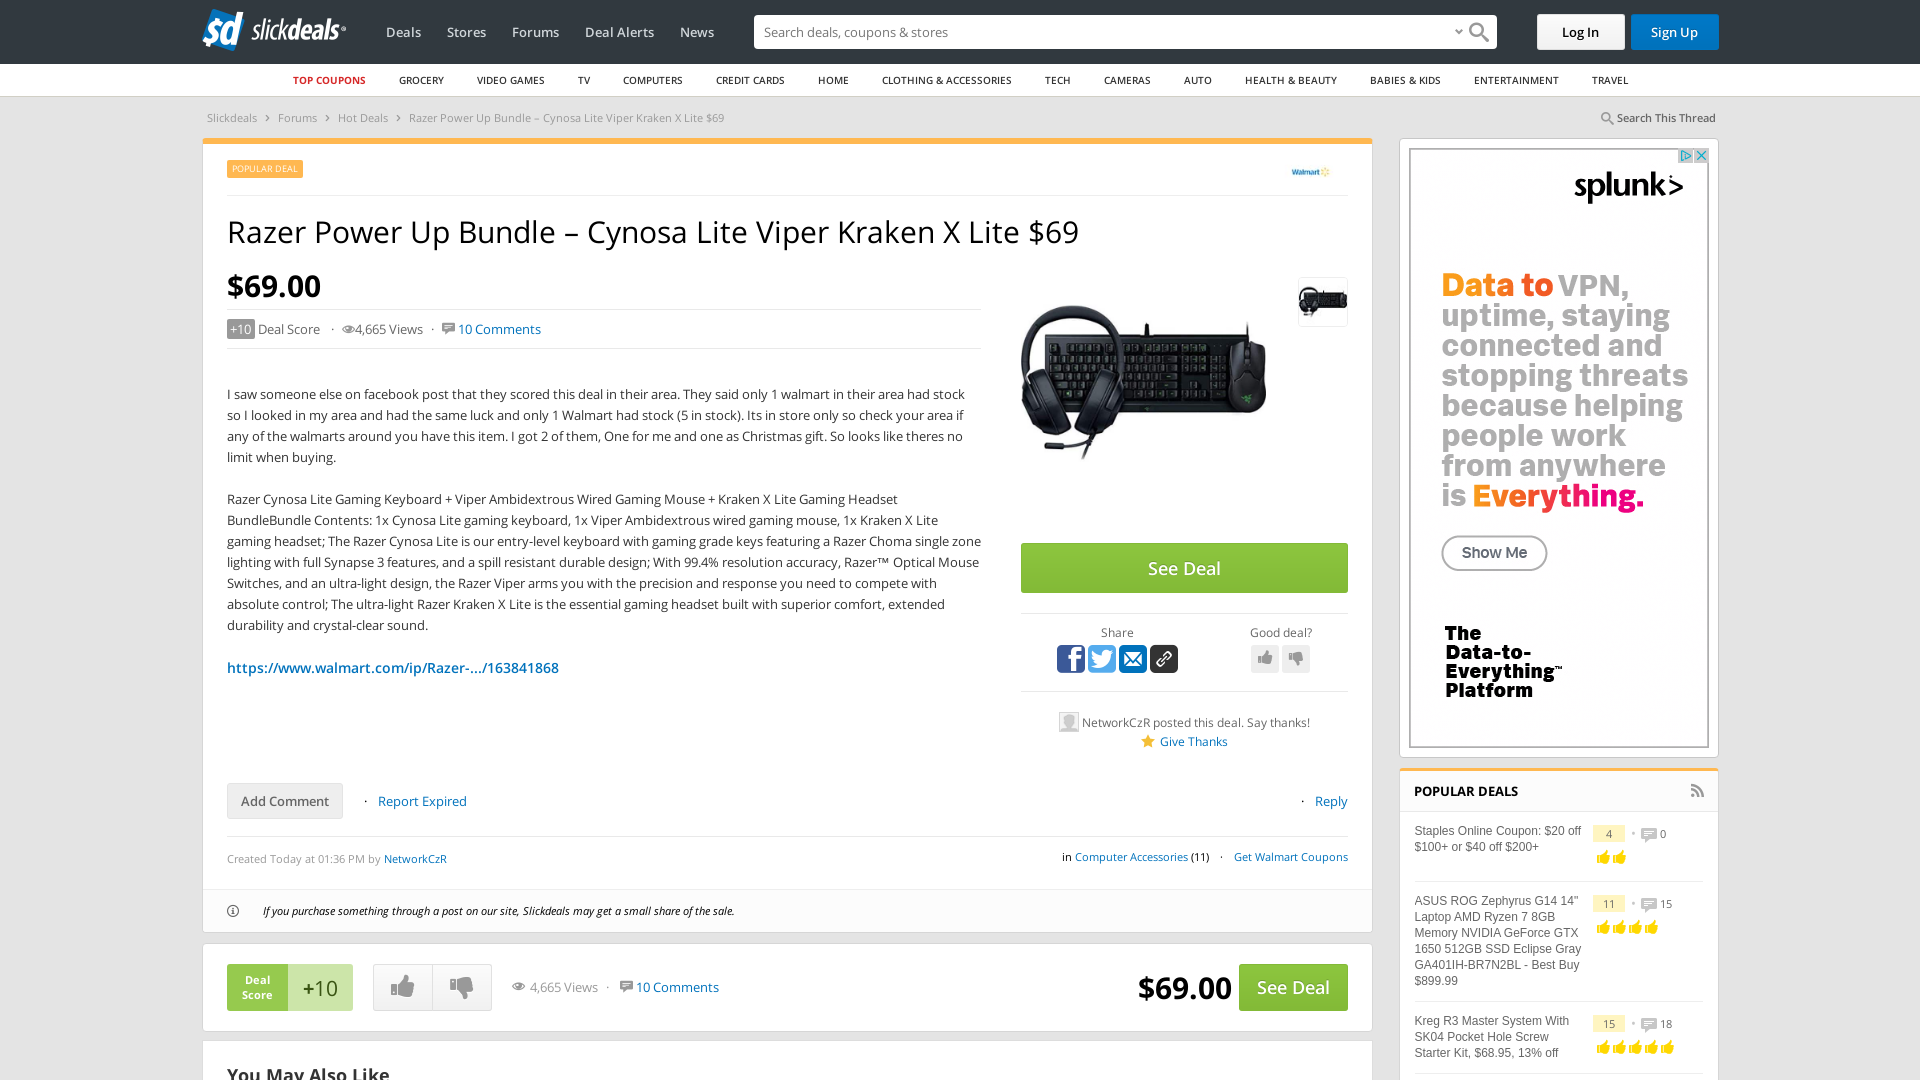 slickdeals
Deals
Stores
Forums
Deal Alerts
News
Search deals, coupons & stores
Log In
Sign Up
TOP COUPONS
GROCERY
VIDEO GAMES
TV
COMPUTERS
CREDIT CARDS
HOME
CLOTHING & ACCESSORIES
TECH
CAMERAS
AUTO
HEALTH & BEAUTY
BABIES & KIDS
ENTERTAINMENT
TRAVEL
Slickdeals › Forums › Hot Deals › Razer Power Up Bundle – Cynosa Lite Viper Kraken X Lite $69
Search This Thread
POPULAR DEAL
Walmart
Razer Power Up Bundle – Cynosa Lite Viper Kraken X Lite $69
$69.00
+10 Deal Score · 4,665 Views · 10 Comments
I saw someone else on facebook post that they scored this deal in their area. They said only 1 walmart in their area had stock
so I looked in my area and had the same luck and only 1 Walmart had stock (5 in stock). Its in store only so check your area if
any of the walmarts around you have this item. I got 2 of them, One for me and one as Christmas gift. So looks like theres no
limit when buying.
Razer Cynosa Lite Gaming Keyboard + Viper Ambidextrous Wired Gaming Mouse + Kraken X Lite Gaming Headset
BundleBundle Contents: 1x Cynosa Lite gaming keyboard, 1x Viper Ambidextrous wired gaming mouse, 1x Kraken X Lite
gaming headset; The Razer Cynosa Lite is our entry-level keyboard with gaming grade keys featuring a Razer Choma single zone
lighting with full Synapse 3 features, and a spill resistant durable design; With 99.4% resolution accuracy, Razer™ Optical Mouse
Switches, and an ultra-light design, the Razer Viper arms you with the precision and response you need to compete with
absolute control; The ultra-light Razer Kraken X Lite is the essential gaming headset built with superior comfort, extended
durability and crystal-clear sound.
https://www.walmart.com/ip/Razer-.../163841868
See Deal
Share
Good deal?
NetworkCzR posted this deal. Say thanks!
Give Thanks
Add Comment
· Report Expired
· Reply
Created Today at 01:36 PM by NetworkCzR
in Computer Accessories (11) · Get Walmart Coupons
If you purchase something through a post on our site, Slickdeals may get a small share of the sale.
Deal
Score
+10
4,665 Views · 10 Comments
$69.00
See Deal
You May Also Like
splunk>
Data to VPN,
uptime, staying
connected and
stopping threats
because helping
people work
from anywhere
is Everything.
Show Me
The
Data-to-
Everything™
Platform
POPULAR DEALS
Staples Online Coupon: $20 off
$100+ or $40 off $200+
4 · 0
ASUS ROG Zephyrus G14 14"
Laptop AMD Ryzen 7 8GB
Memory NVIDIA GeForce GTX
1650 512GB SSD Eclipse Gray
GA401IH-BR7N2BL - Best Buy
$899.99
11 · 15
Kreg R3 Master System With
SK04 Pocket Hole Screw
Starter Kit, $68.95, 13% off
15 · 18